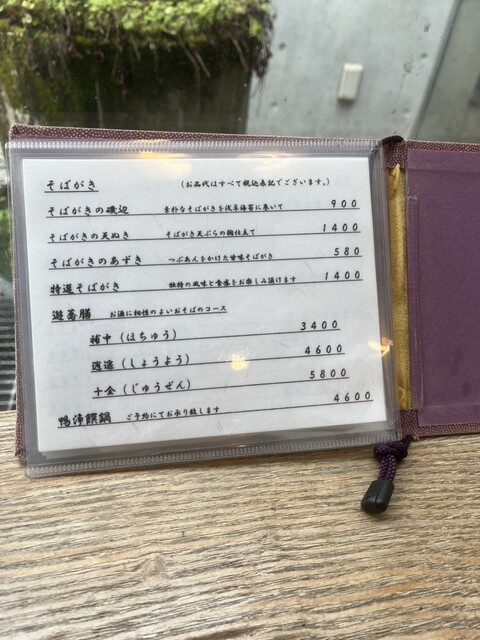 そばがき （お品代はすべて税込表記でございます。）
そばがきの磯辺 素朴なそばがきを浅草海苔に巻いて 900
そばがきの天ぬき そばがき天ぷらの椀仕立て 1400
そばがきのあずき つぶあんをかけた甘味そばがき 580
特選そばがき 独特の風味と食感をお楽しみ頂けます 1400
遊蕎膳 お酒に相性のよいおそばのコース
補中（ほちゅう） 3400
逍遥（しょうよう） 4600
十全（じゅうぜん） 5800
鴨沸饌鍋 ご予約にてお承り致します 4600